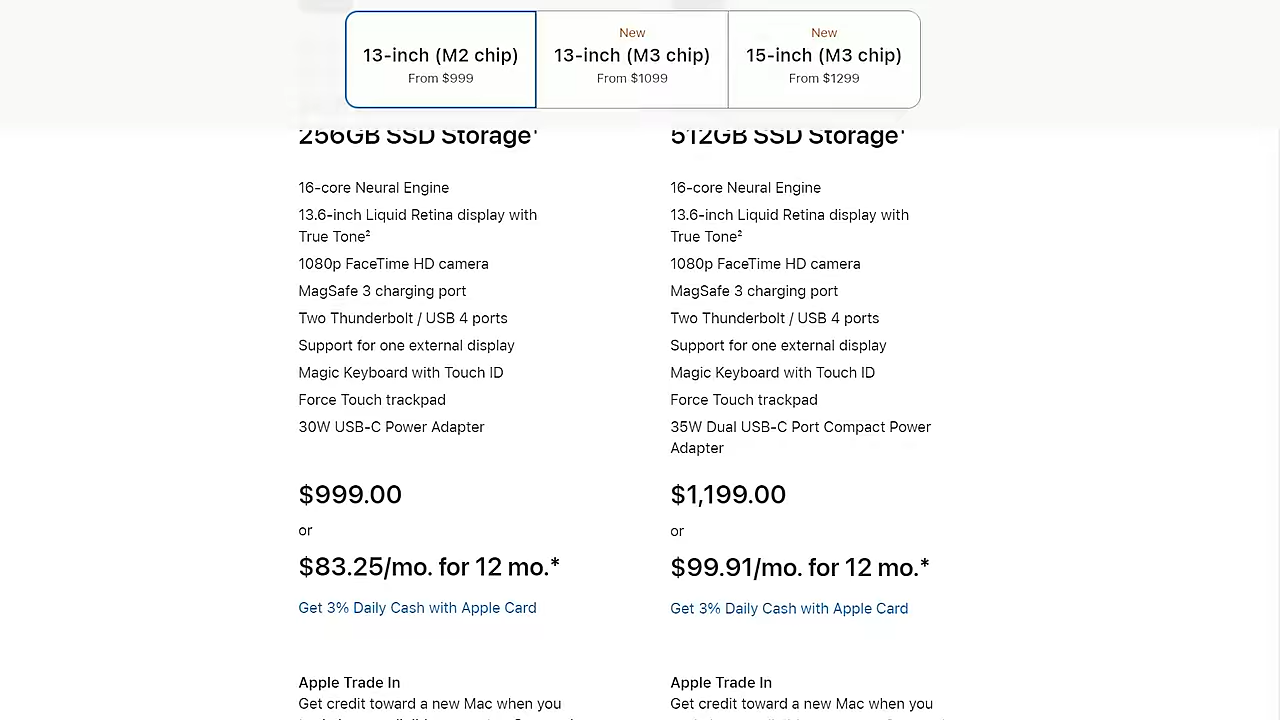 13-inch (M2 chip)
From $999
New
13-inch (M3 chip)
From $1099
New
15-inch (M3 chip)
From $1299
256GB SSD Storage¹
16-core Neural Engine
13.6-inch Liquid Retina display with
True Tone²
1080p FaceTime HD camera
MagSafe 3 charging port
Two Thunderbolt / USB 4 ports
Support for one external display
Magic Keyboard with Touch ID
Force Touch trackpad
30W USB-C Power Adapter
$999.00
or
$83.25/mo. for 12 mo.*
Get 3% Daily Cash with Apple Card
Apple Trade In
Get credit toward a new Mac when you
512GB SSD Storage¹
16-core Neural Engine
13.6-inch Liquid Retina display with
True Tone²
1080p FaceTime HD camera
MagSafe 3 charging port
Two Thunderbolt / USB 4 ports
Support for one external display
Magic Keyboard with Touch ID
Force Touch trackpad
35W Dual USB-C Port Compact Power
Adapter
$1,199.00
or
$99.91/mo. for 12 mo.*
Get 3% Daily Cash with Apple Card
Apple Trade In
Get credit toward a new Mac when you